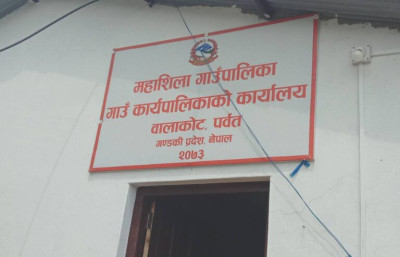 महाशिला गाउँपालिका
गाउँ कार्यपालिकाको कार्यालय
वालाकोट, पर्वत
गण्डकी प्रदेश, नेपाल
२०७३